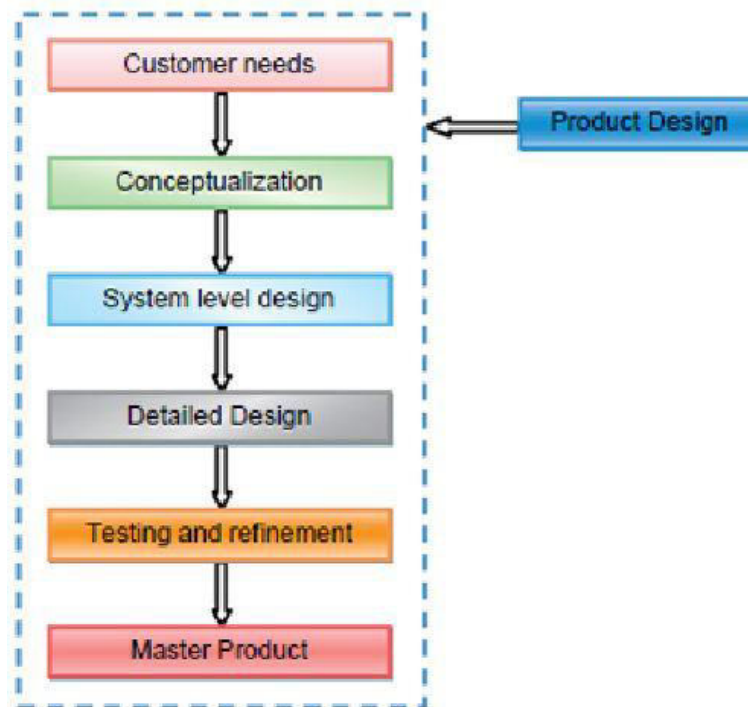 Customer needs
Product Design
Conceptualization
System level design
Detailed Design
Testing and refinement
Master Product